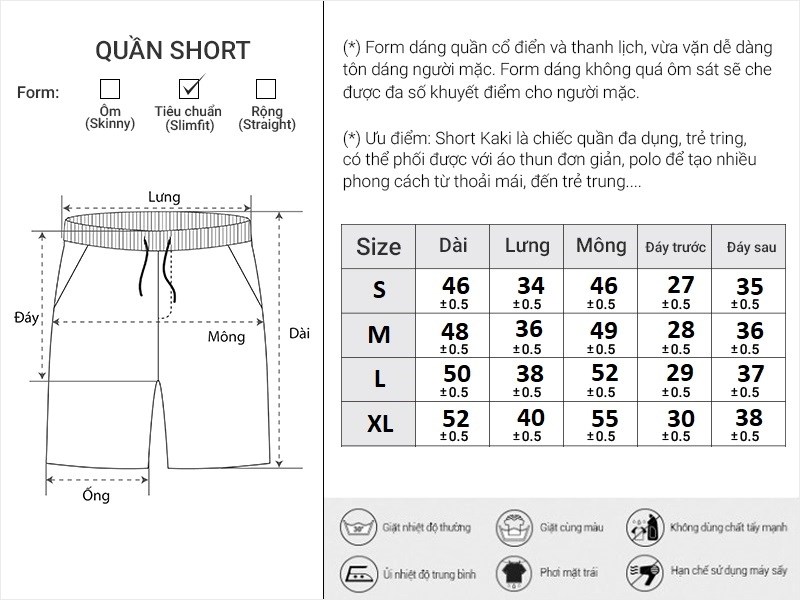 QUẦN SHORT
Form:
Ôm
(Skinny)
Tiêu chuẩn
(Slimfit)
Rộng
(Straight)
Lưng
Đáy
Mông
Dài
Ống
(*) Form dáng quần cổ điển và thanh lịch, vừa vặn dễ dàng
tôn dáng người mặc. Form dáng không quá ôm sát sẽ che
được đa số khuyết điểm cho người mặc.
(*) Ưu điểm: Short Kaki là chiếc quần đa dụng, trẻ tring,
có thể phối được với áo thun đơn giản, polo để tạo nhiều
phong cách từ thoải mái, đến trẻ trung....
Size Dài Lưng Mông Đáy trước Đáy sau
S 46 34 46 27 35
±0.5 ±0.5 ±0.5 ±0.5 ±0.5
M 48 36 49 28 36
±0.5 ±0.5 ±0.5 ±0.5 ±0.5
L 50 38 52 29 37
±0.5 ±0.5 ±0.5 ±0.5 ±0.5
XL 52 40 55 30 38
±0.5 ±0.5 ±0.5 ±0.5 ±0.5
30° Giặt nhiệt độ thường
Giặt cùng màu
Không dùng chất tẩy mạnh
Ủi nhiệt độ trung bình
Phơi mặt trái
Hạn chế sử dụng máy sấy